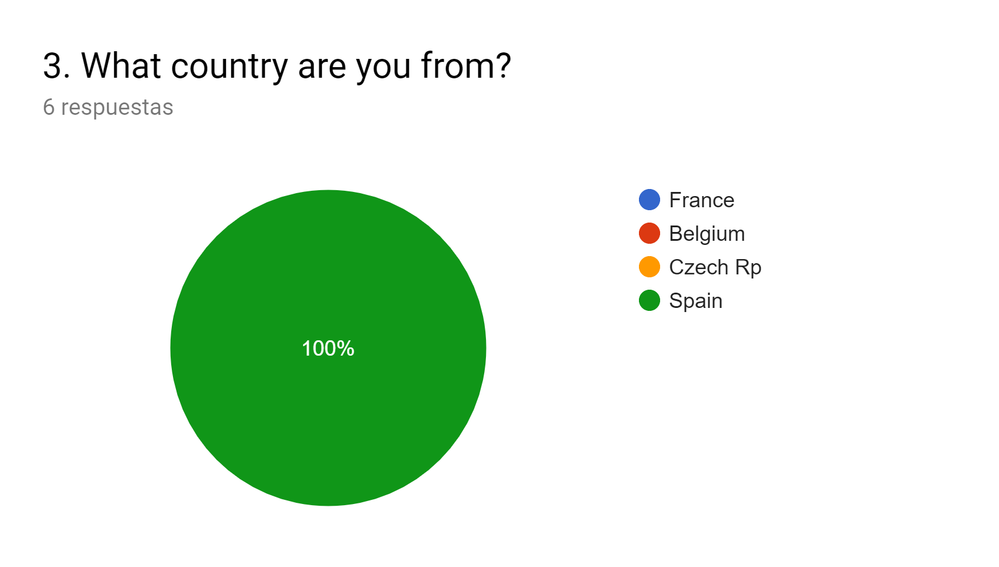 3. What country are you from?
6 respuestas
100%
France
Belgium
Czech Rp
Spain